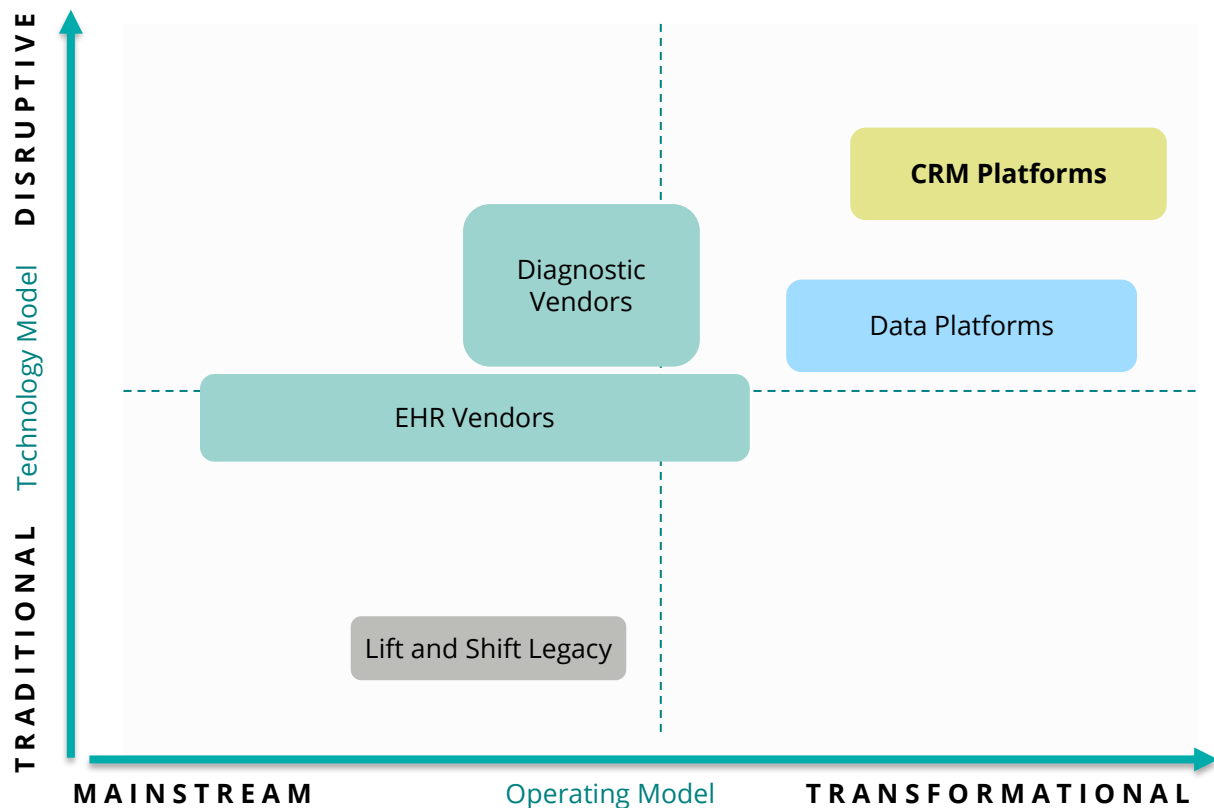 DISRUPTIVE
Technology Model
TRADITIONAL
CRM Platforms
Diagnostic
Vendors
Data Platforms
EHR Vendors
Lift and Shift Legacy
MAINSTREAM
Operating Model
TRANSFORMATIONAL